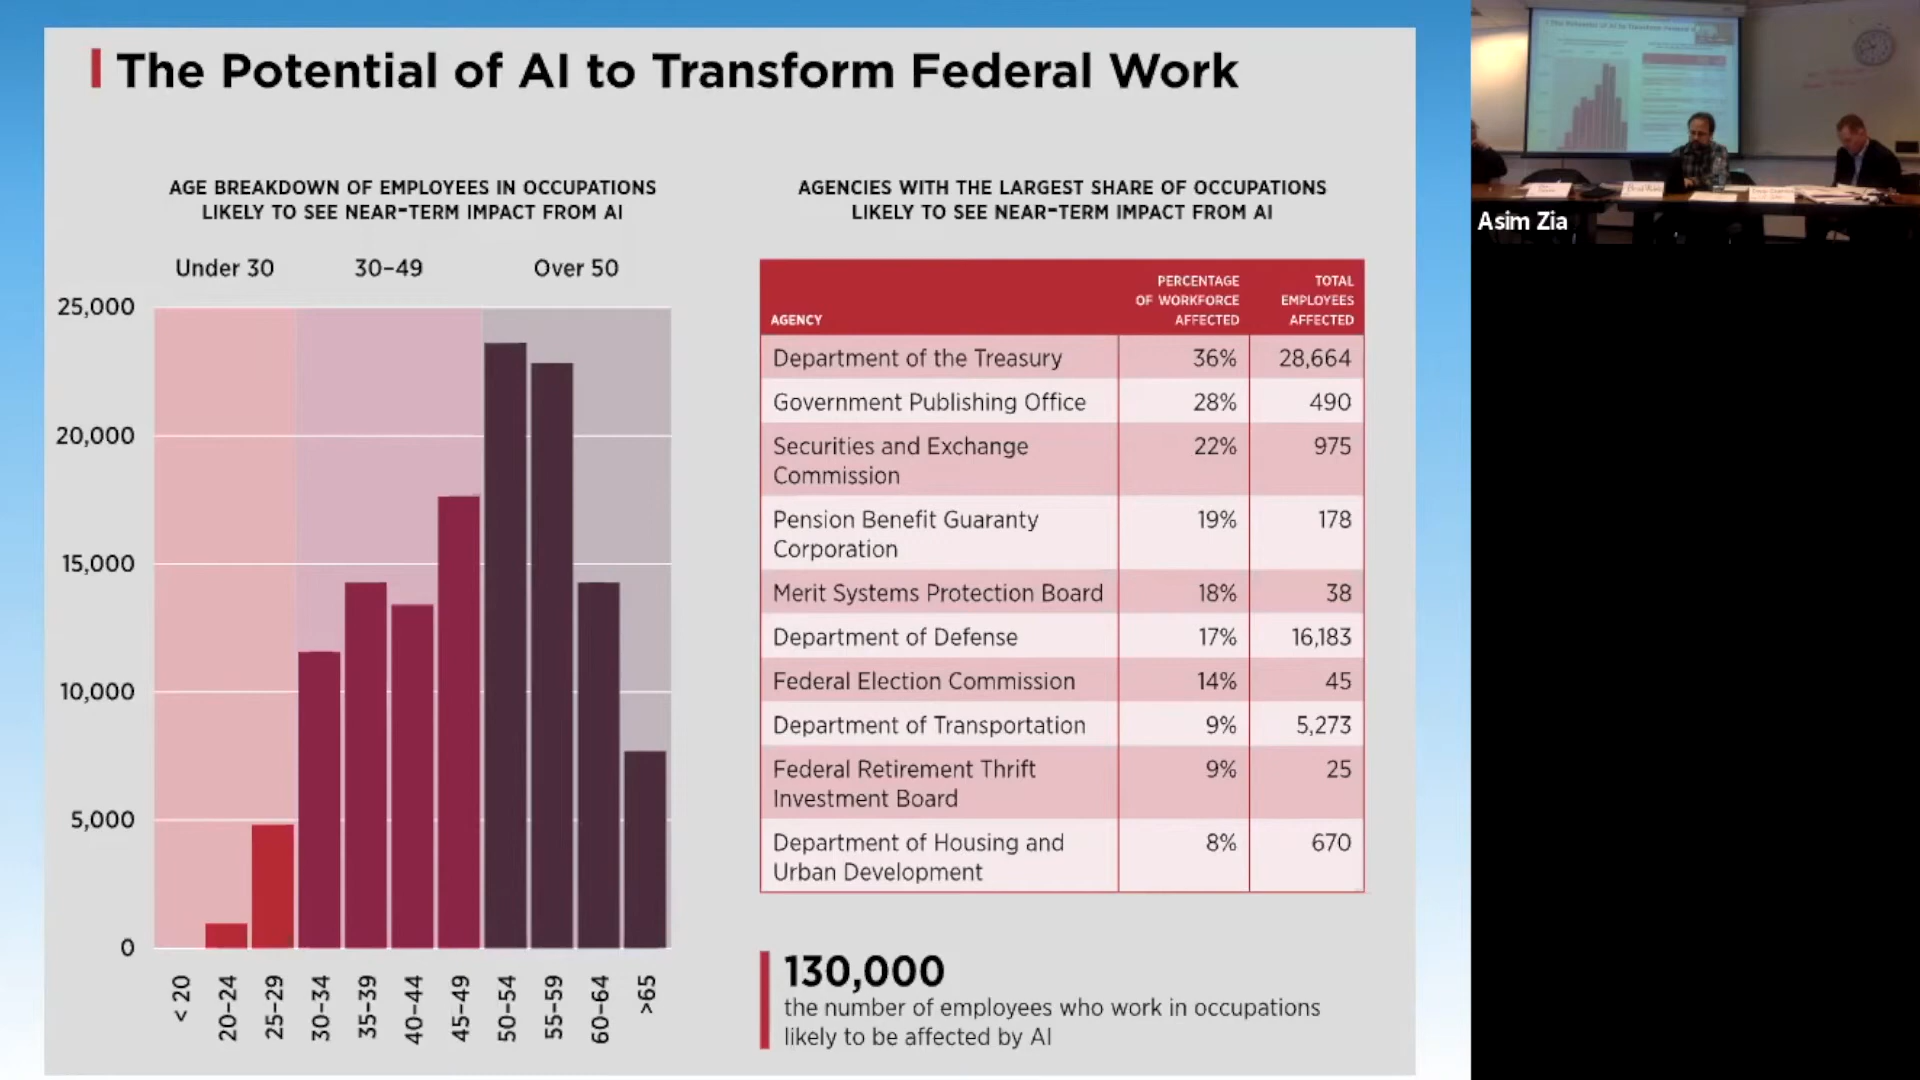 The Potential of AI to Transform Federal Work
AGE BREAKDOWN OF EMPLOYEES IN OCCUPATIONS
LIKELY TO SEE NEAR-TERM IMPACT FROM AI
Under 30
30–49
Over 50
25,000
20,000
15,000
10,000
5,000
0
< 20
20–24
25–29
30–34
35–39
40–44
45–49
50–54
55–59
60–64
>65
AGENCIES WITH THE LARGEST SHARE OF OCCUPATIONS
LIKELY TO SEE NEAR-TERM IMPACT FROM AI
AGENCY
PERCENTAGE
OF WORKFORCE
AFFECTED
TOTAL
EMPLOYEES
AFFECTED
Department of the Treasury 36% 28,664
Government Publishing Office 28% 490
Securities and Exchange 22% 975
Commission
Pension Benefit Guaranty 19% 178
Corporation
Merit Systems Protection Board 18% 38
Department of Defense 17% 16,183
Federal Election Commission 14% 45
Department of Transportation 9% 5,273
Federal Retirement Thrift 9% 25
Investment Board
Department of Housing and 8% 670
Urban Development
130,000
the number of employees who work in occupations
likely to be affected by AI
Asim Zia